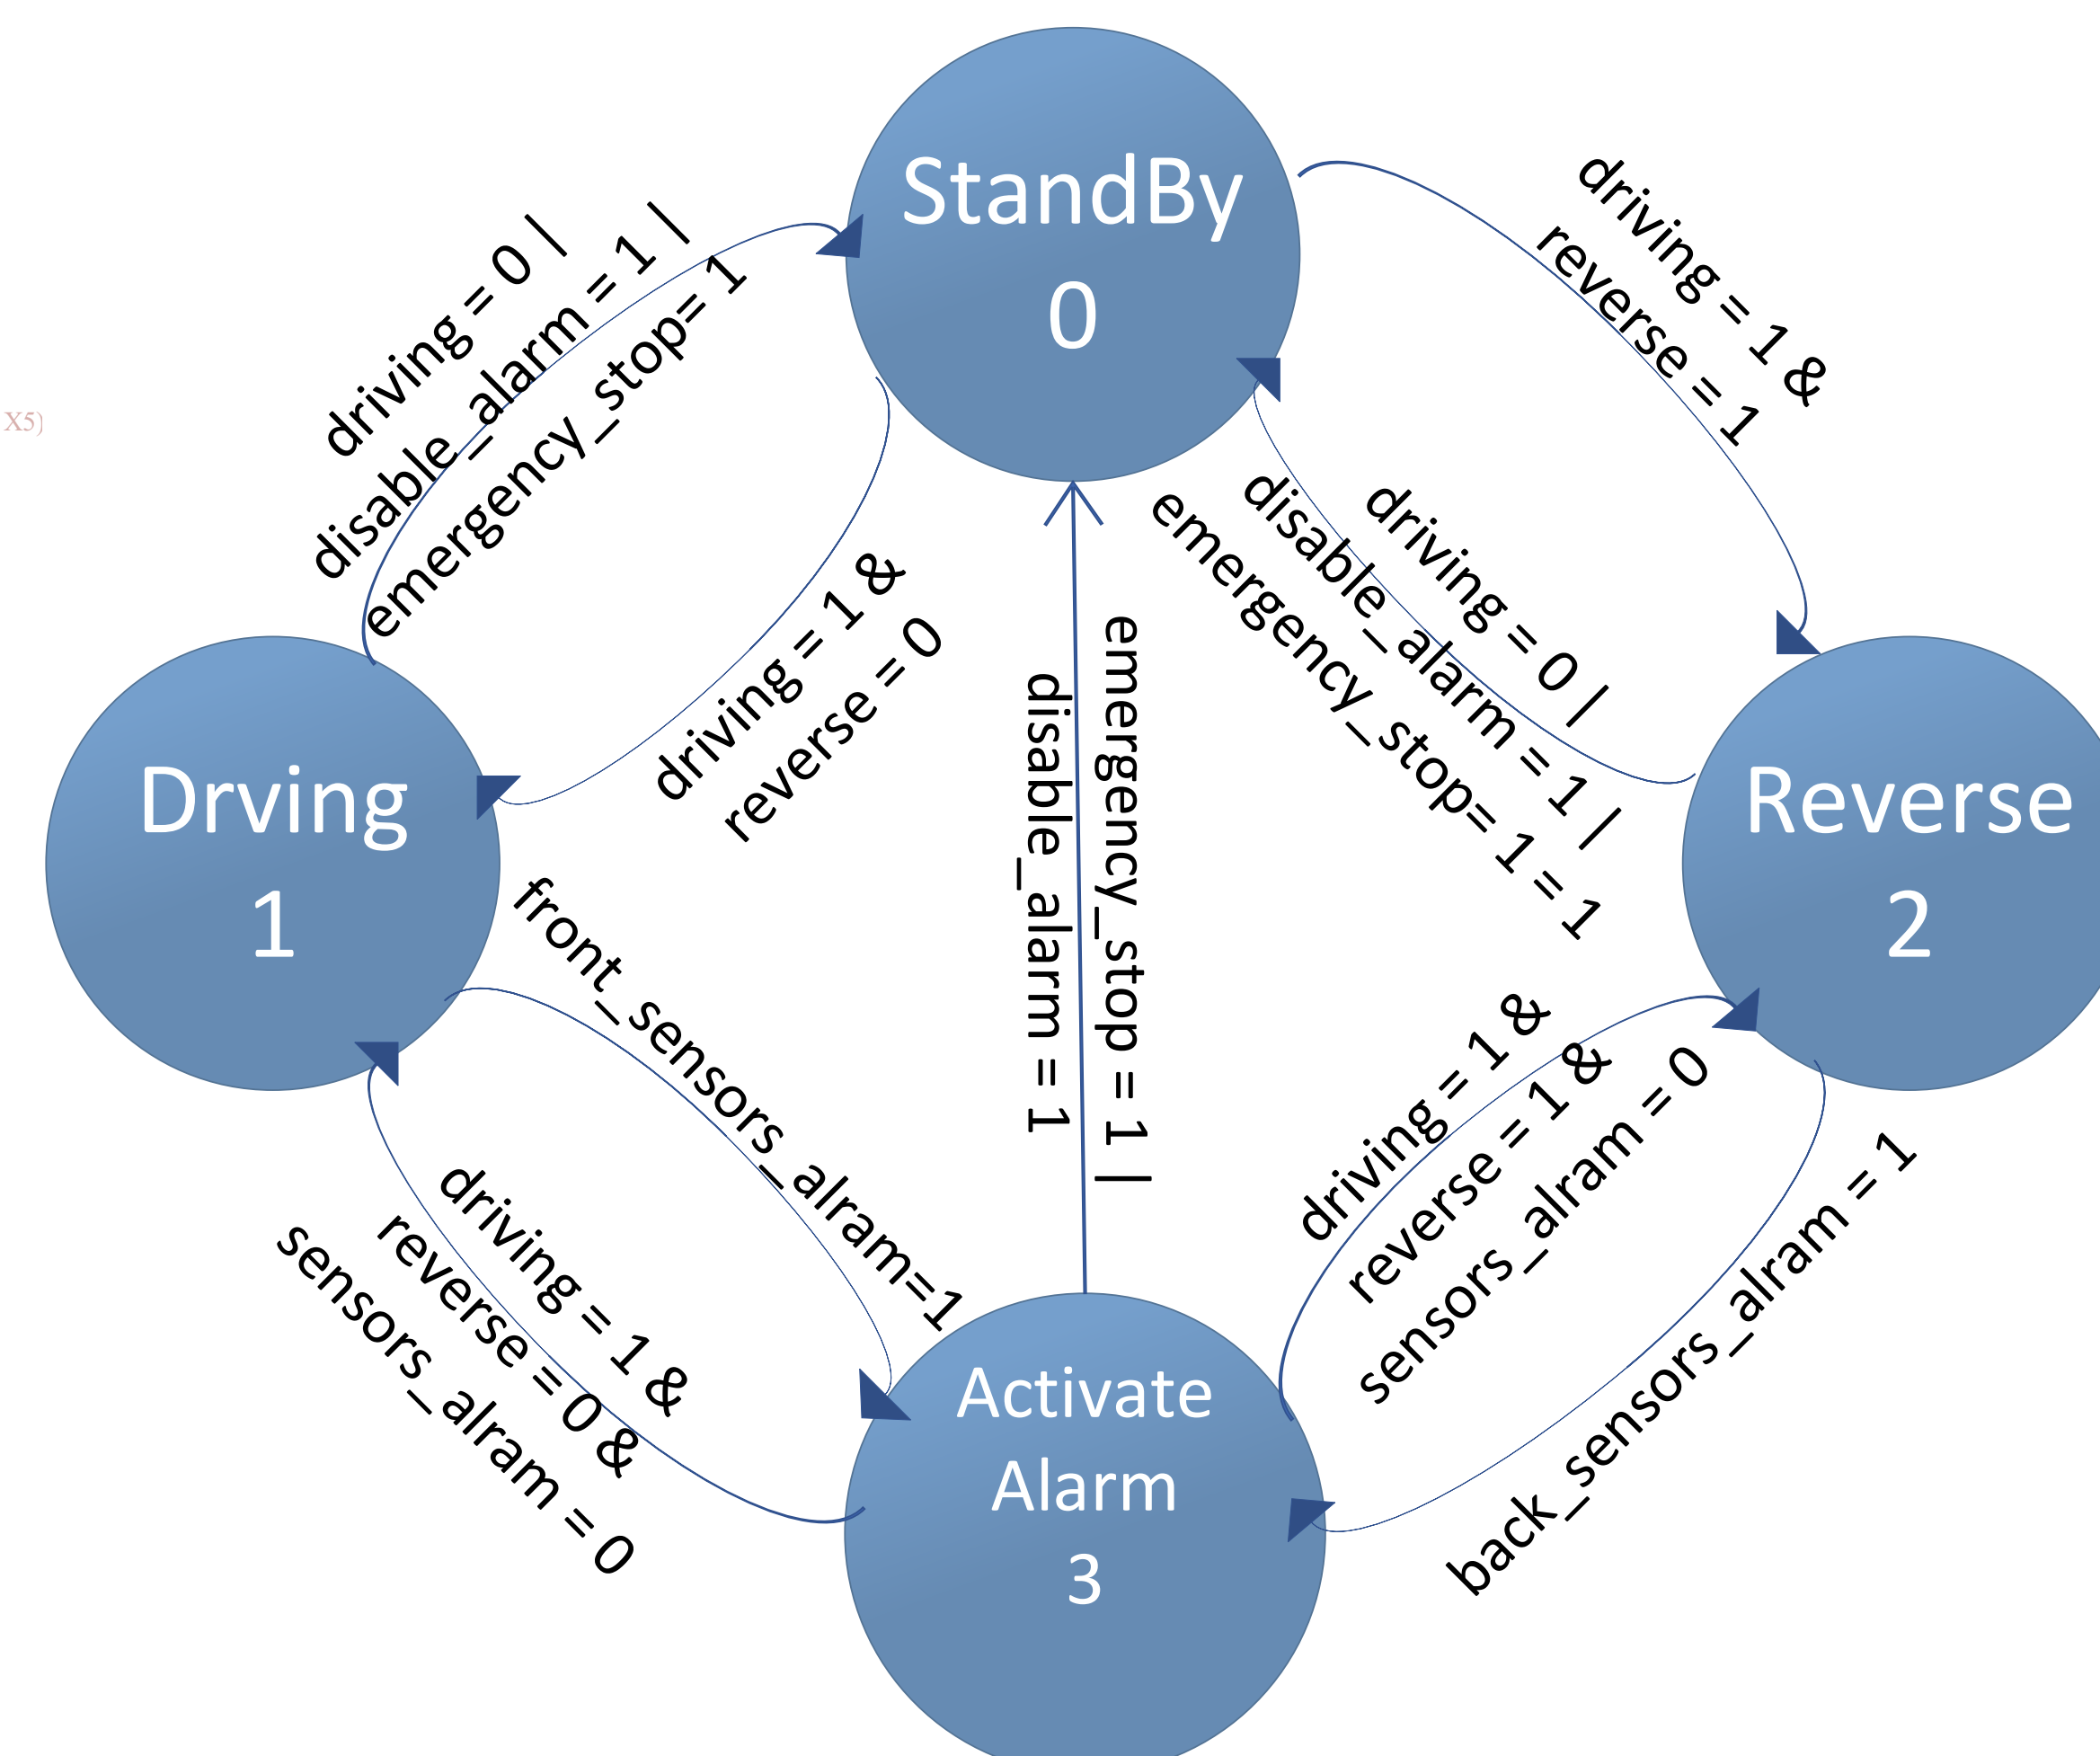 StandBy
0
driving = 0 |
disable_alarm = 1 |
emergency_stop= 1
driving = 1 &
reverse = 1
X5)
driving = 1 &
reverse = 0
driving = 0 |
disable_alarm = 1 |
emergency_stop= 1 = 1
emergency_stop = 1 |
disable_alarm = 1
Drving
1
Reverse
2
front_sensors_alram=1
driving = 1 &
reverse = 0 &
sensors_alram = 0
driving = 1 &
reverse = 1 &
sensors_alram = 0
back_sensors_alram = 1
Activate
Alarm
3